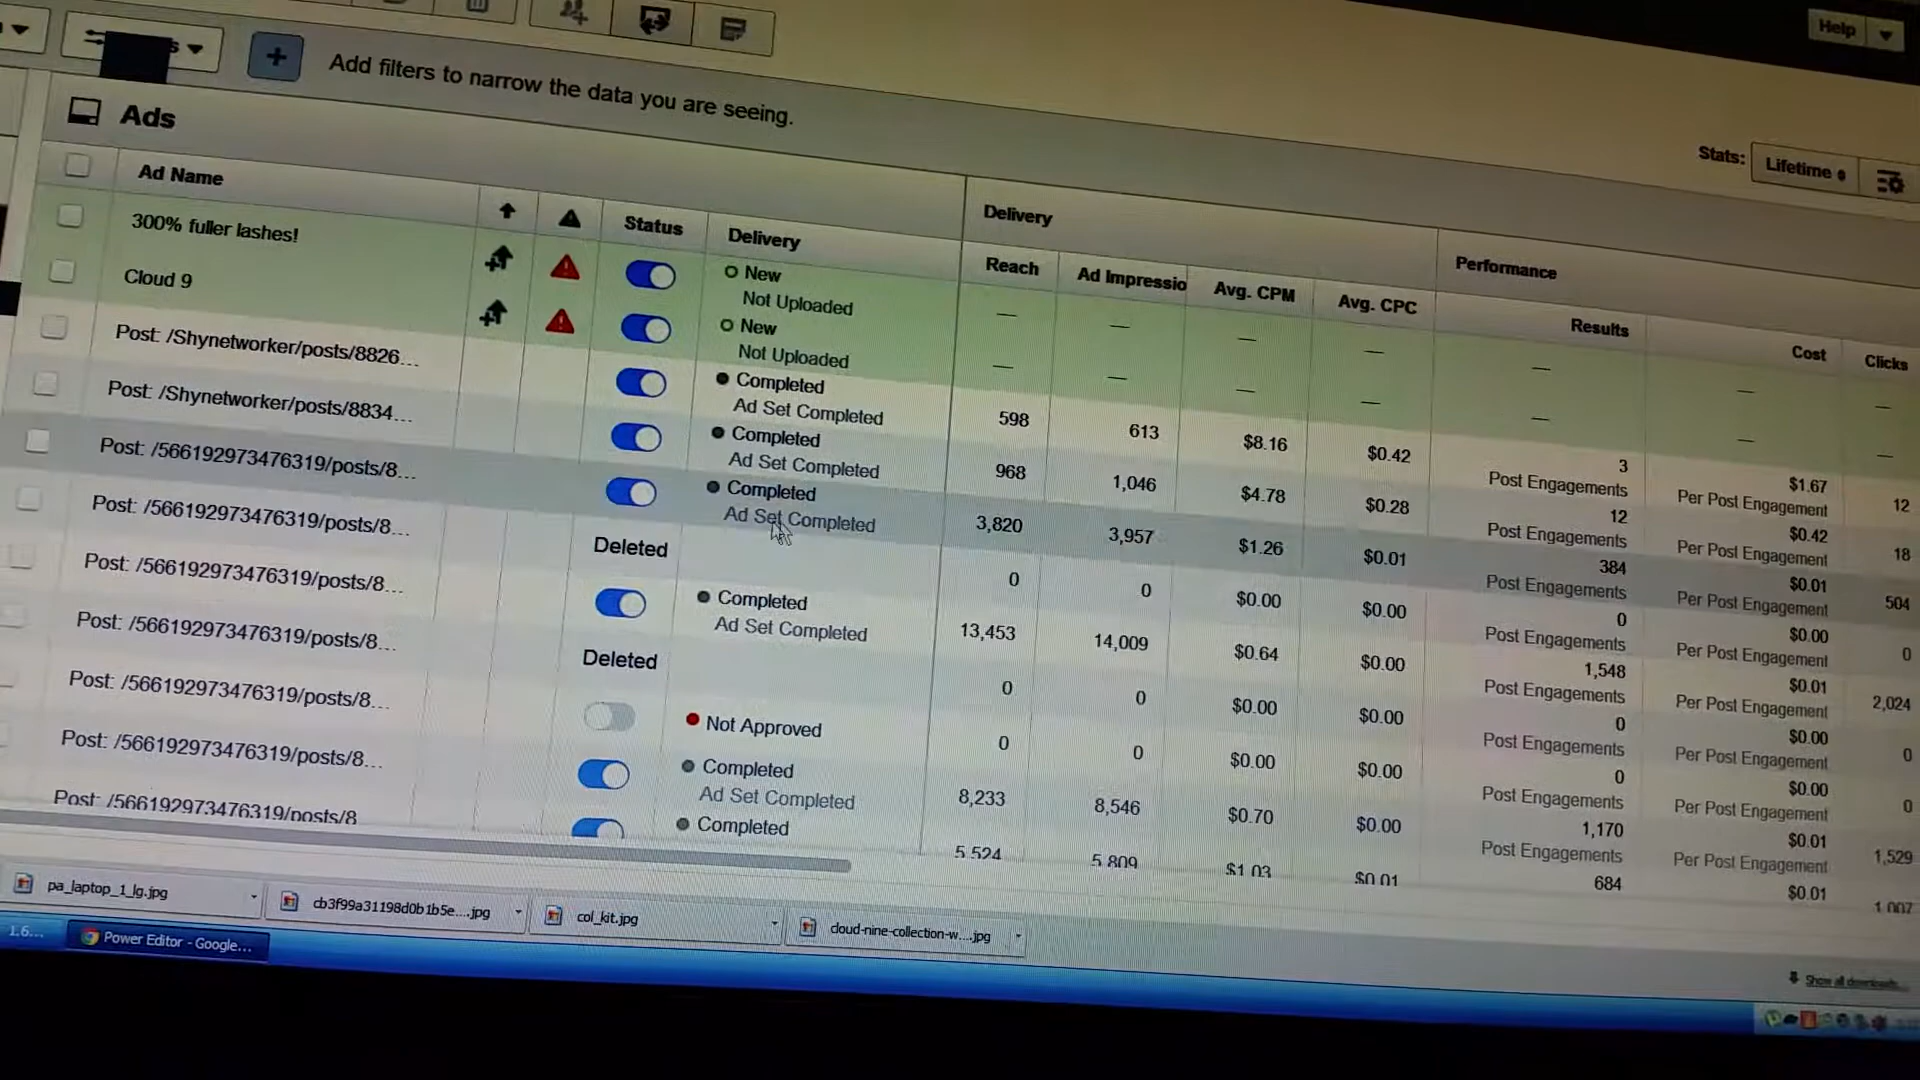 Help
Add filters to narrow the data you are seeing.
Ads
Stats: Lifetime
Ad Name Status Delivery
Delivery Performance
Reach Ad Impressio Avg. CPM Avg. CPC Results Cost Clicks
300% fuller lashes! New
Not Uploaded — — — — — — —
Cloud 9 New
Not Uploaded — — — — — — —
Post: /Shynetworker/posts/8826... Completed
Ad Set Completed 598 613 $8.16 $0.42 3 $1.67 12
Post Engagements Per Post Engagement
Post: /Shynetworker/posts/8834... Completed
Ad Set Completed 968 1,046 $4.78 $0.28 12 $0.42 18
Post Engagements Per Post Engagement
Post: /566192973476319/posts/8... Completed
Ad Set Completed 3,820 3,957 $1.26 $0.01 384 $0.01 504
Post Engagements Per Post Engagement
Post: /566192973476319/posts/8... Deleted 0 0 $0.00 $0.00 0 $0.00 0
Post Engagements Per Post Engagement
Post: /566192973476319/posts/8... Completed
Ad Set Completed 13,453 14,009 $0.64 $0.00 1,548 $0.01 2,024
Post Engagements Per Post Engagement
Post: /566192973476319/posts/8... Deleted 0 0 $0.00 $0.00 0 $0.00 0
Post Engagements Per Post Engagement
Post: /566192973476319/posts/8... Not Approved 0 0 $0.00 $0.00 0 $0.00 0
Post Engagements Per Post Engagement
Post: /566192973476319/posts/8... Completed
Ad Set Completed 8,233 8,546 $0.70 $0.00 1,170 $0.01 1,529
Post Engagements Per Post Engagement
Post: /566192973476319/posts/8 Completed 5,524 5,809 $1.03 $0.01 684 $0.01 1,007
pa_laptop_1_lg.jpg cb3f99a31198d0b1b5e....jpg col_kit.jpg cloud-nine-collection-w....jpg
Show all downloads...
1.6... Power Editor - Google...